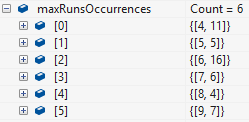 maxRunsOccurrences Count = 6
[0] {[4, 11]}
[1] {[5, 5]}
[2] {[6, 16]}
[3] {[7, 6]}
[4] {[8, 4]}
[5] {[9, 7]}